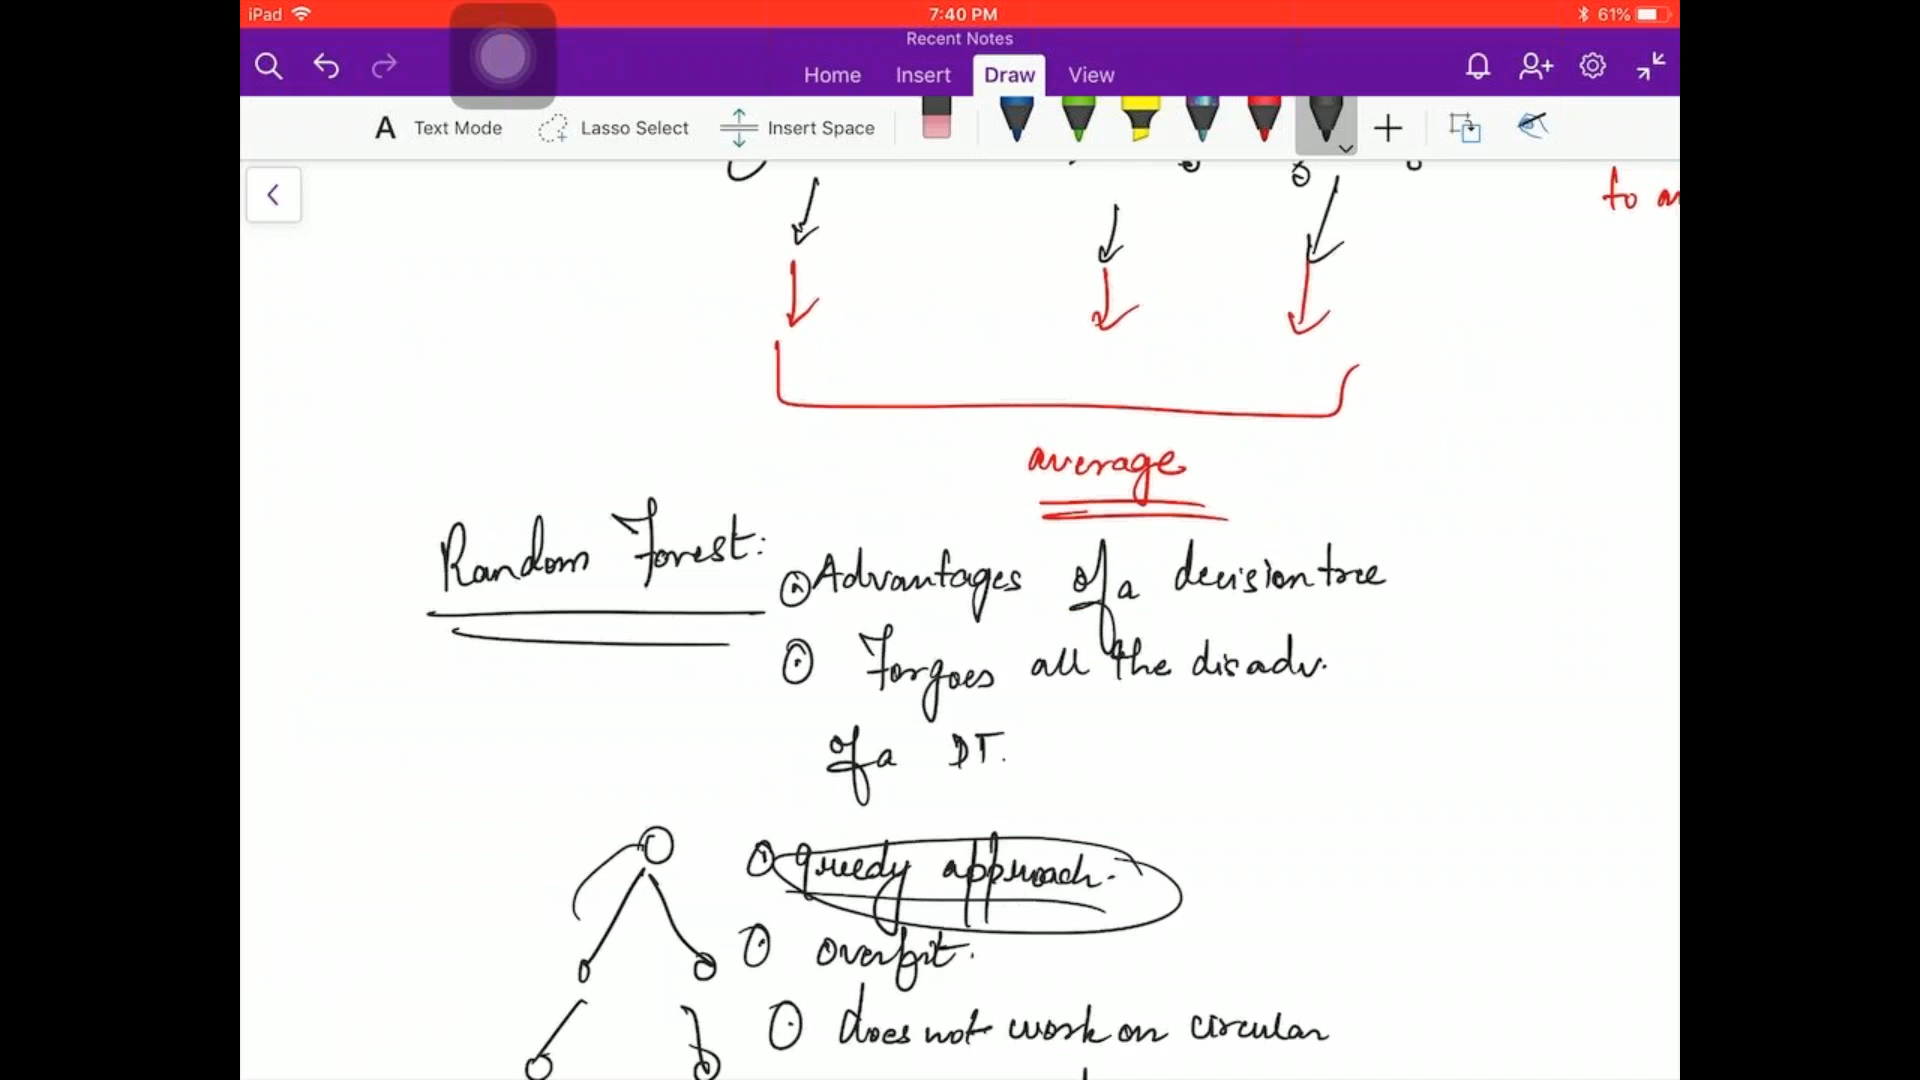 iPad
7:40 PM
61%
Recent Notes
Home Insert Draw View
A Text Mode Lasso Select Insert Space
to
average
Random Forest:
Advantages of a decision tree
Forgoes all the disadv.
of a DT.
greedy approach.
overfit.
does not work on circular